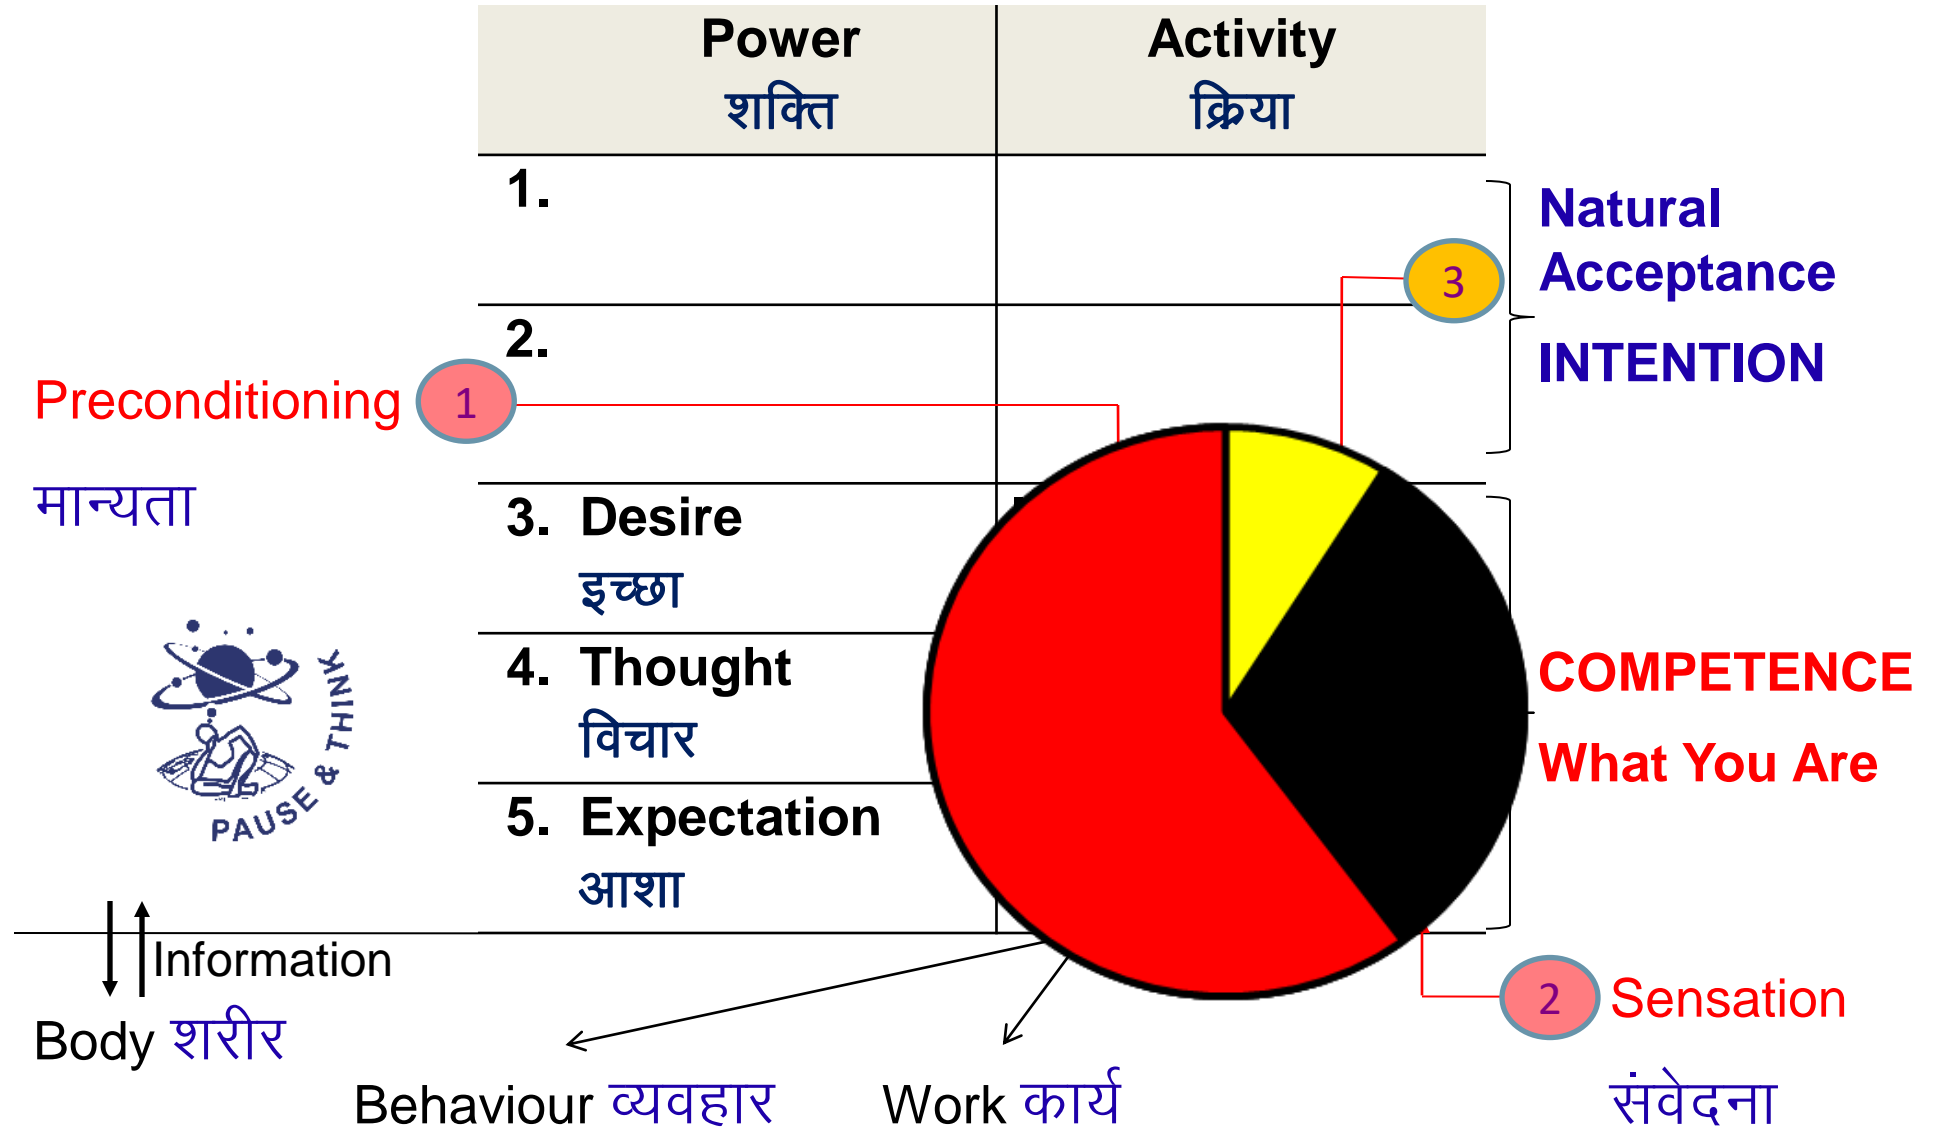 Power
शक्ति
Activity
क्रिया
1.
Natural
Acceptance
3
INTENTION
2.
Preconditioning 1
मान्यता
3. Desire
इच्छा
4. Thought
विचार
COMPETENCE
What You Are
5. Expectation
आशा
PAUSE & THINK
Information
Body शरीर
2 Sensation
संवेदना
Behaviour व्यवहार
Work कार्य